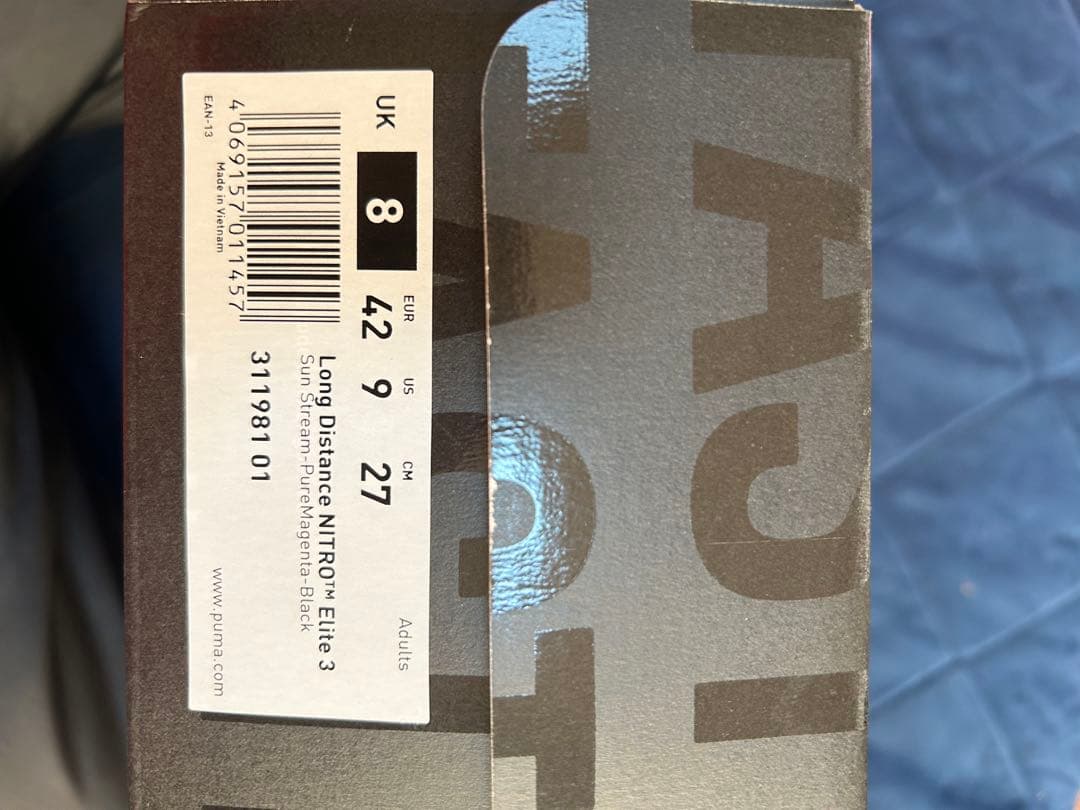 UK 8
EUR US CM
42 9 27
Adults
Long Distance NITRO™ Elite 3
Sun Stream-PureMagenta-Black
4 069157 011457
311981 01
EAN-13
Made in Vietnam
www.puma.com